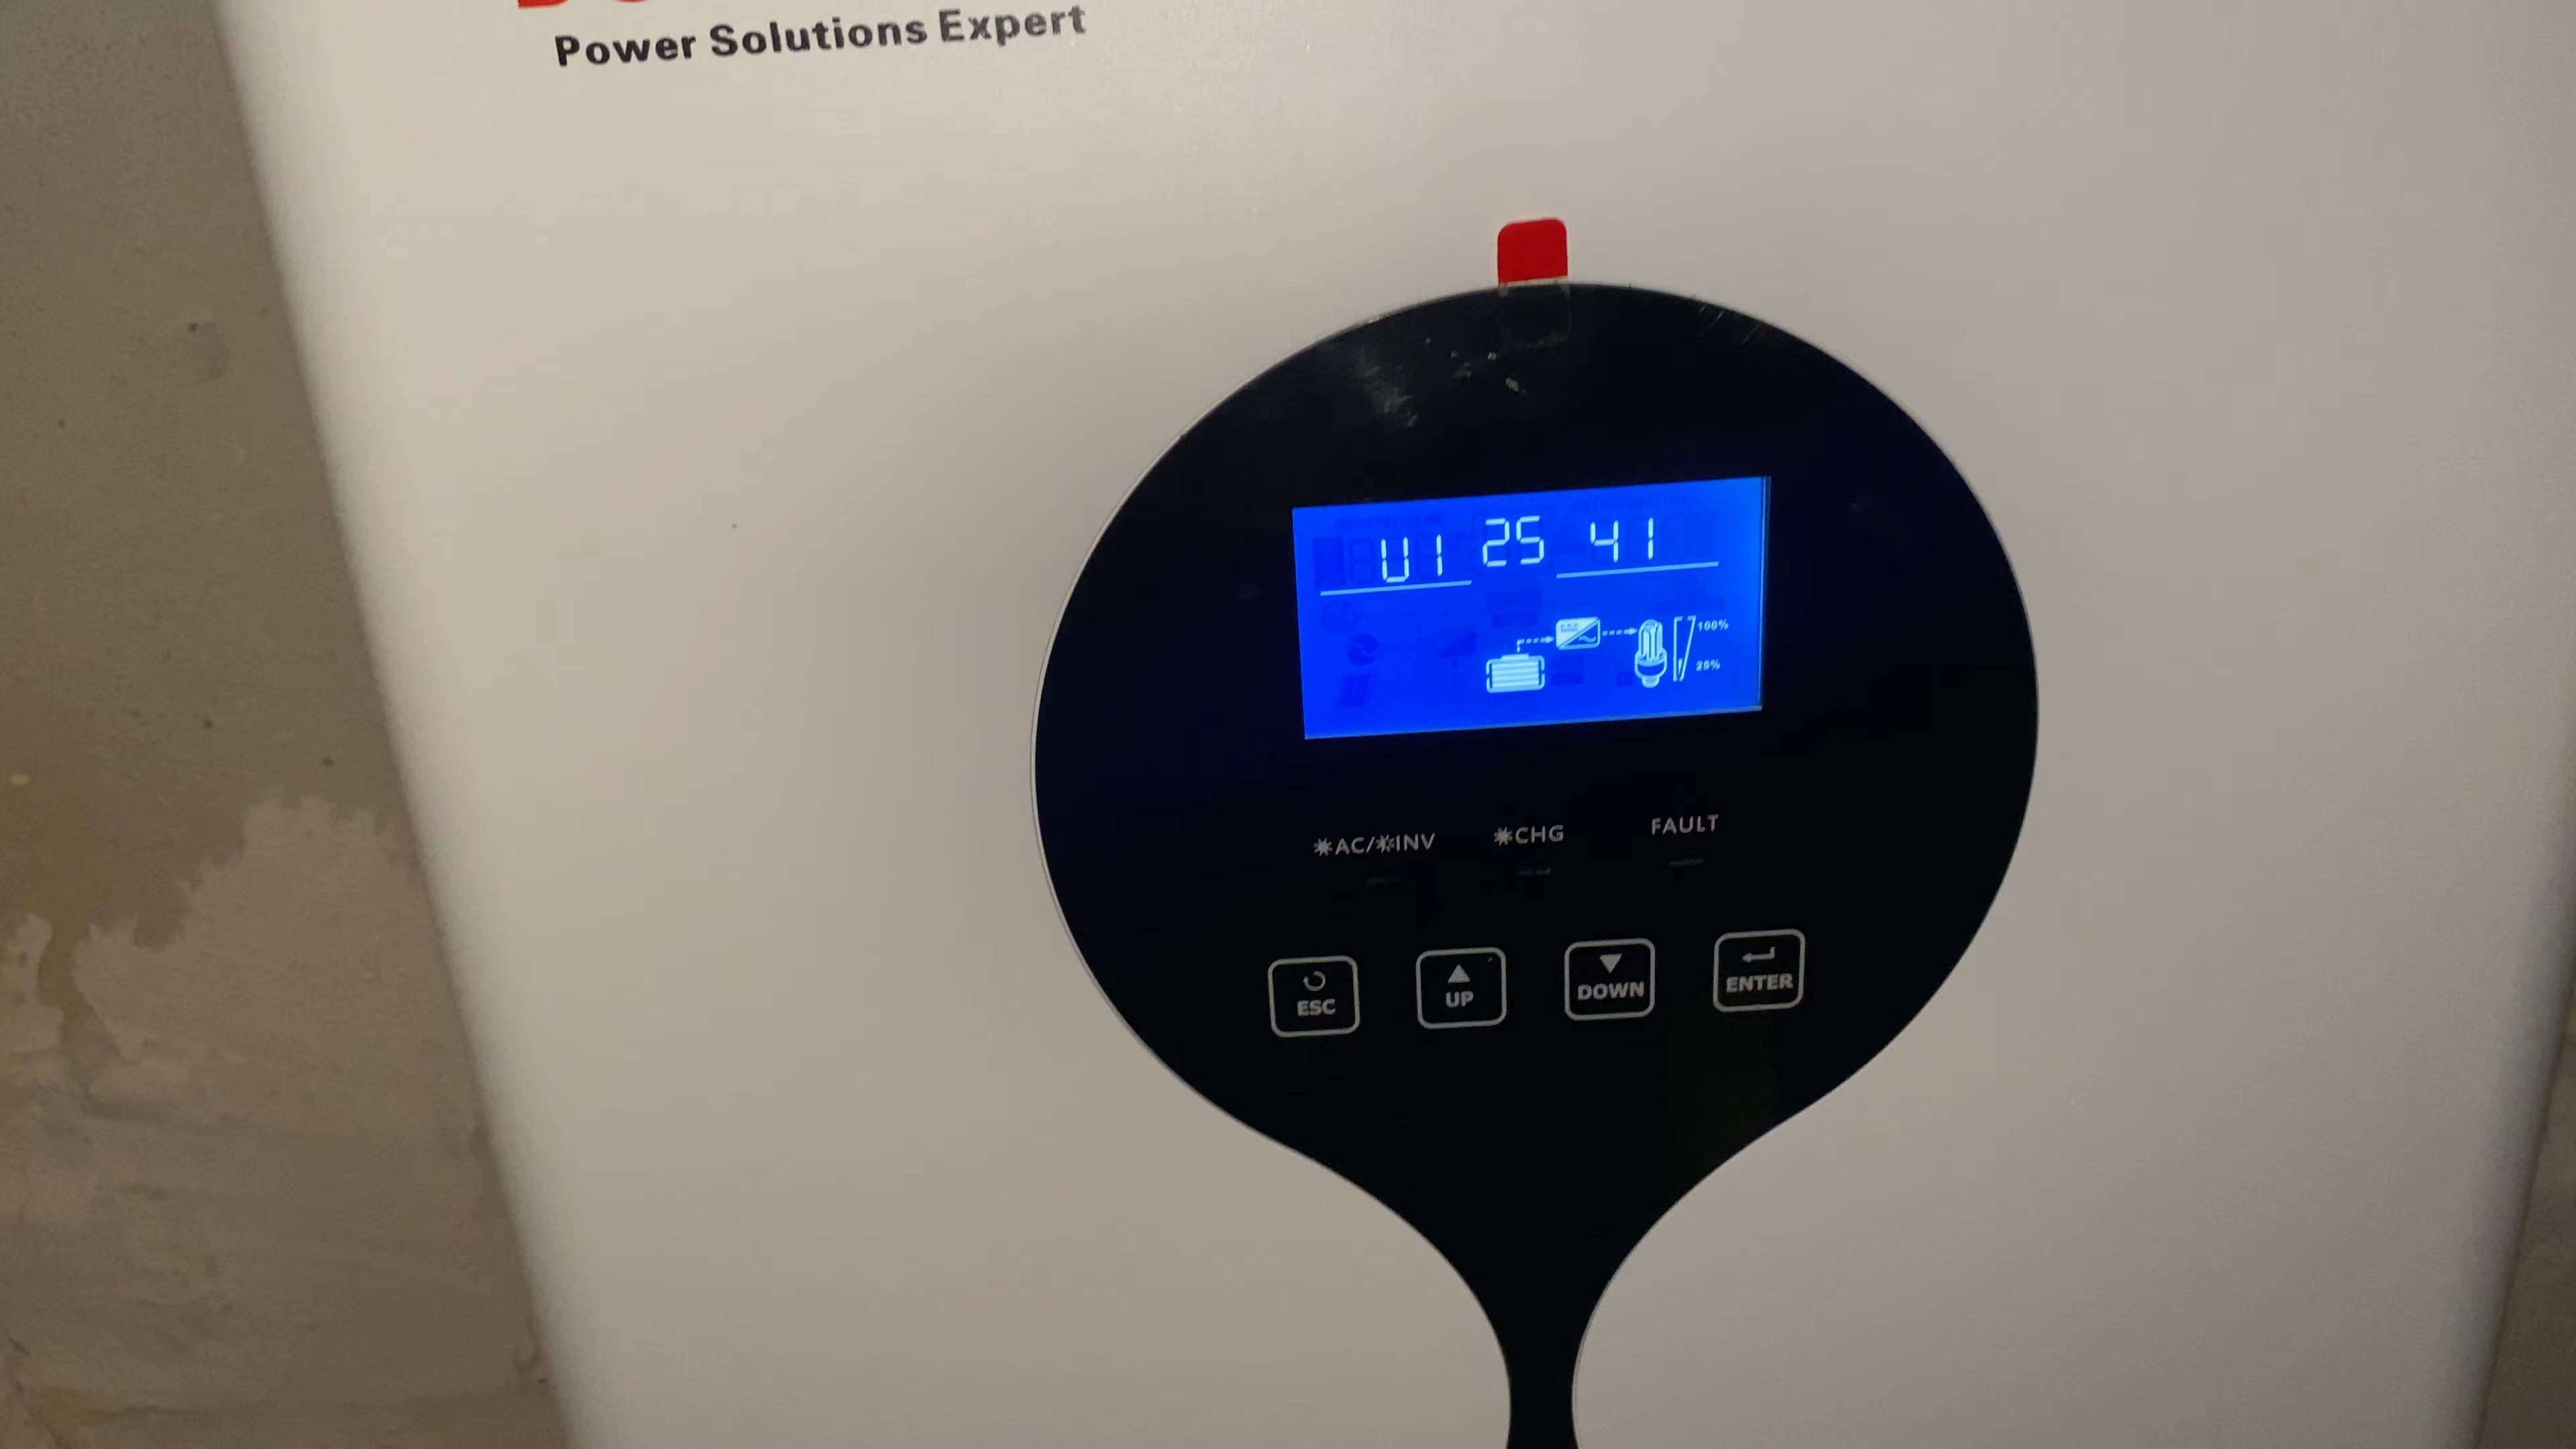 Power Solutions Expert
U1 25 41
100%
25%
AC/INV CHG FAULT
ESC UP DOWN ENTER